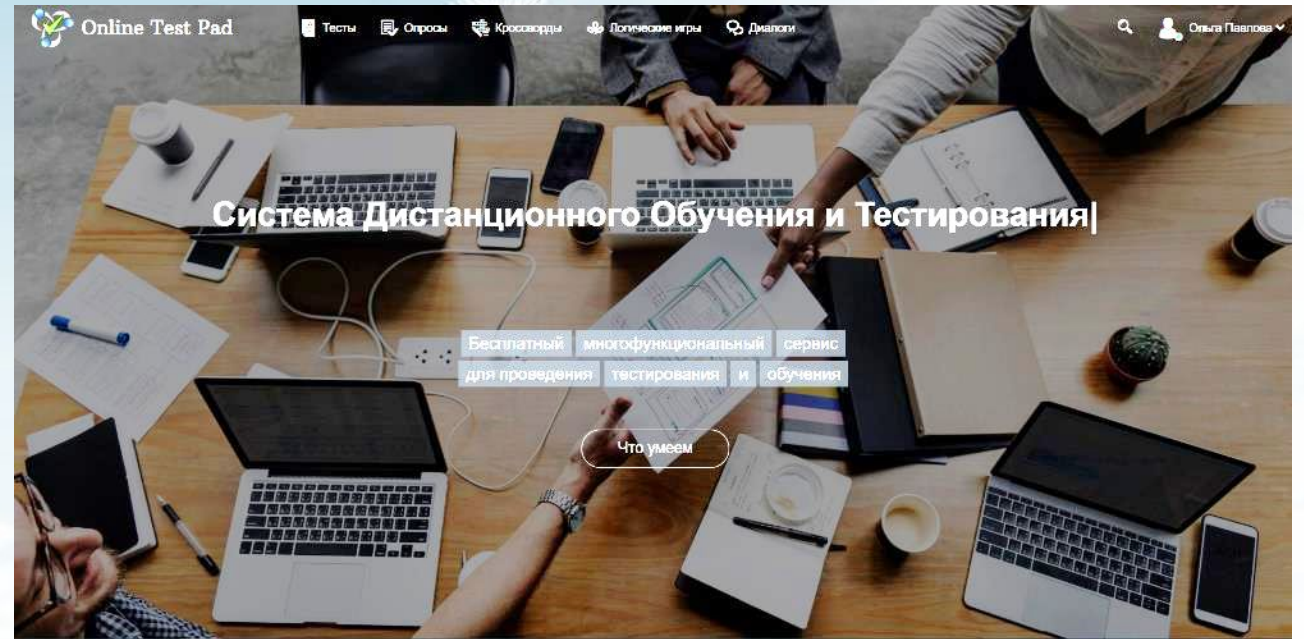 Online Test Pad
Тесты
Опросы
Кроссворды
Логические игры
Диалоги
Ольга Павлова
Система Дистанционного Обучения и Тестирования|
Бесплатный многофункциональный сервис
для проведения тестирования и обучения
Что умеем